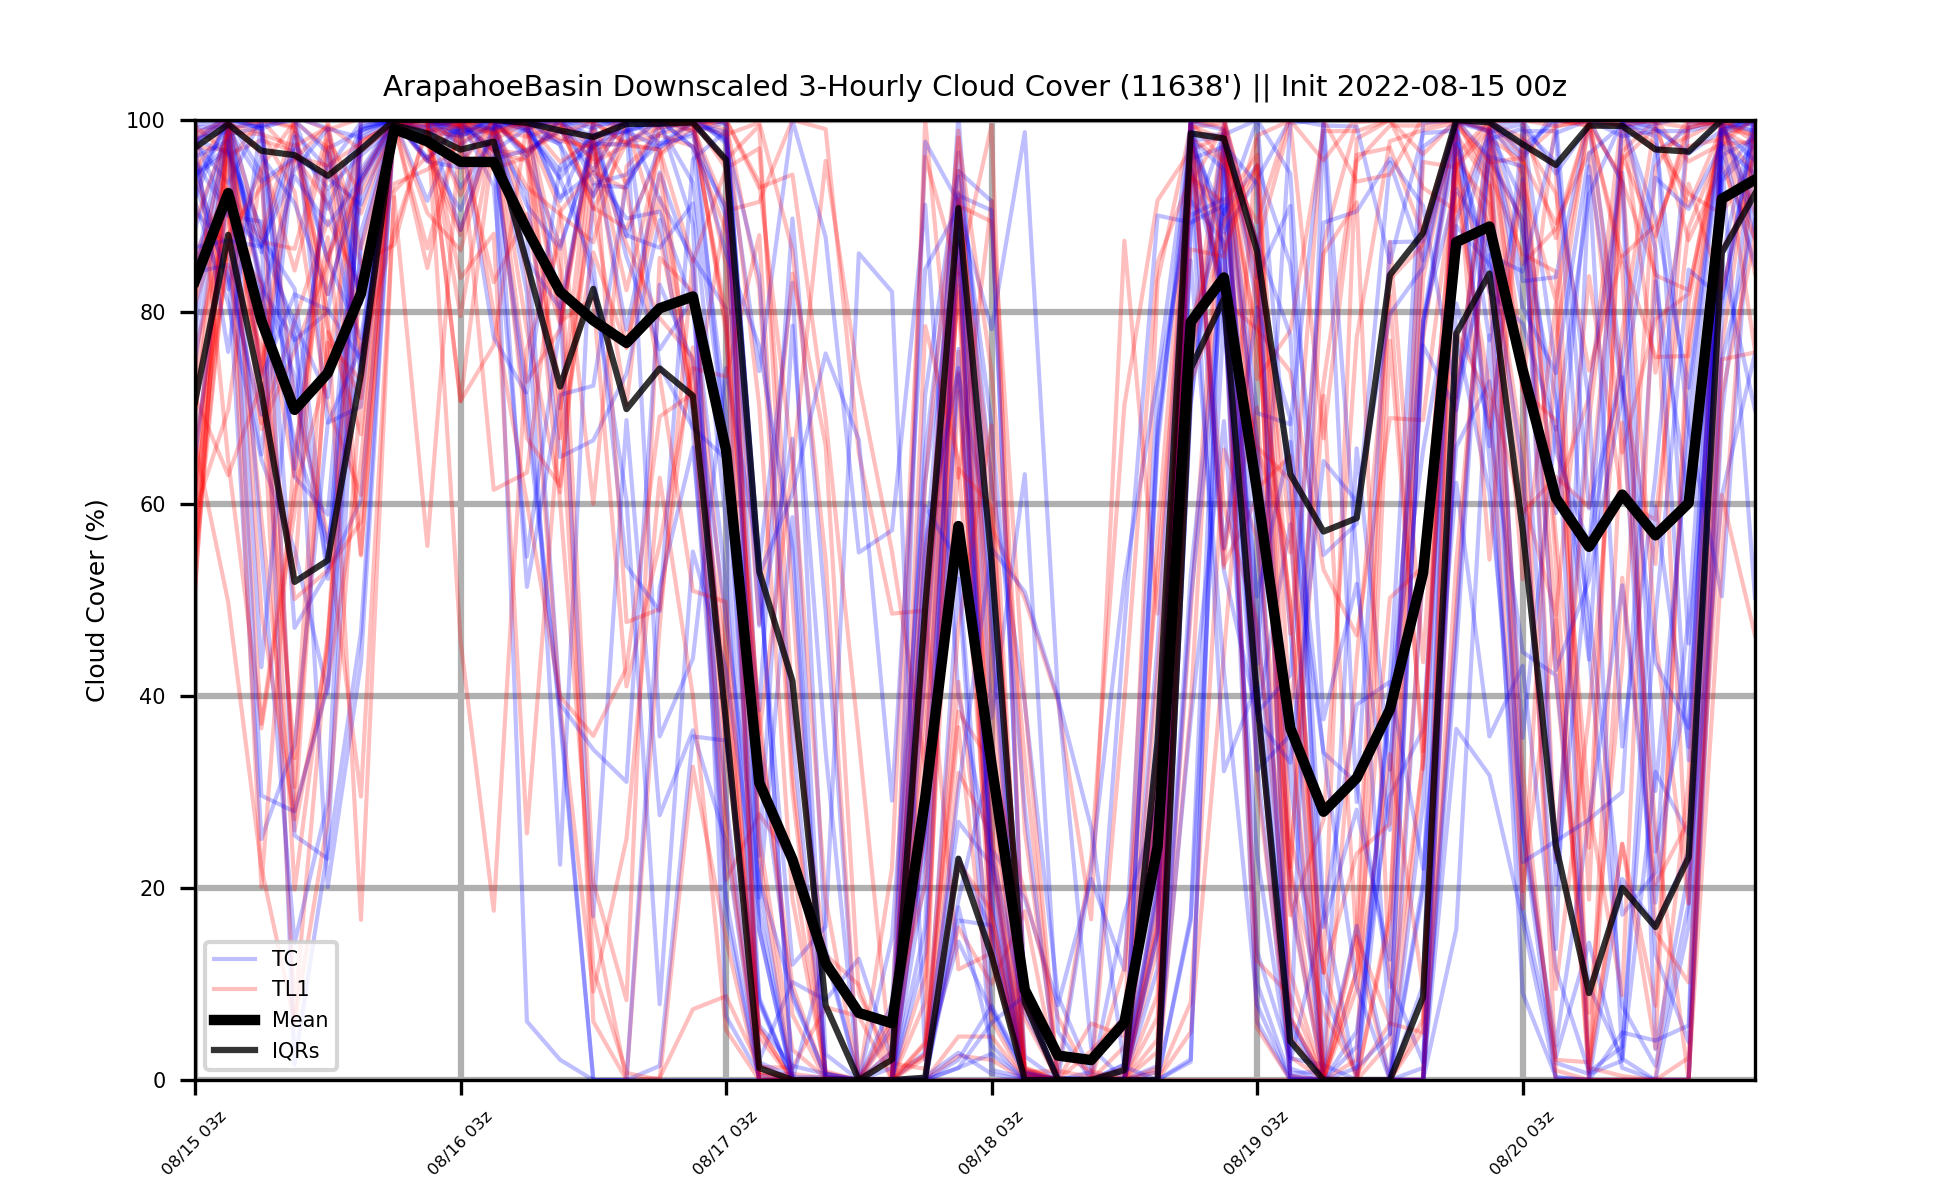 ArapahoeBasin Downscaled 3-Hourly Cloud Cover (11638') || Init 2022-08-15 00z
Cloud Cover (%)
100
80
60
40
20
0
TC
TL1
Mean
IQRs
08/15 03z
08/16 03z
08/17 03z
08/18 03z
08/19 03z
08/20 03z